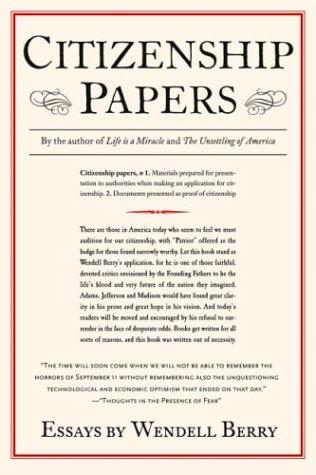 CITIZENSHIP
PAPERS
By the author of Life is a Miracle and The Unsettling of America
Citizenship papers, n 1. Materials prepared for presen-
tation to authorities when making an application for cit-
izenship. 2. Documents presented as proof of citizenship
There are those in America today who seem to feel we must
audition for our citizenship, with "Patriot" offered as the
badge for those found narrowly worthy. Let this book stand as
Wendell Berry's application, for he is one of those faithful,
devoted critics envisioned by the Founding Fathers to be the
life's blood and very future of the nation they imagined.
Adams, Jefferson and Madison would have found great clar-
ity in his prose and great hope in his vision. And today's
readers will be moved and encouraged by his refusal to sur-
render in the face of desperate odds. Books get written for all
sorts of reasons, and this book was written out of necessity.
"THE TIME WILL SOON COME WHEN WE WILL NOT BE ABLE TO REMEMBER THE
HORRORS OF SEPTEMBER 11 WITHOUT REMEMBERING ALSO THE UNQUESTIONING
TECHNOLOGICAL AND ECONOMIC OPTIMISM THAT ENDED ON THAT DAY."
—"THOUGHTS IN THE PRESENCE OF FEAR"
ESSAYS BY WENDELL BERRY